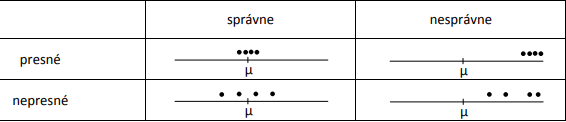 správne nesprávne
presné μ μ
nepresné μ μ